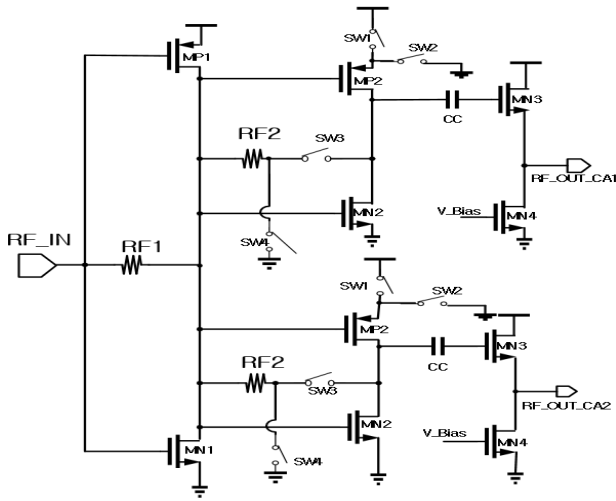 SW1
SW2
MP1
MP2
MN3
CC
RF2
SW3
RF_OUT_CA1
MN2
V_Bias
MN4
RF_IN
RF1
SW4
SW1
SW2
MP2
MN3
CC
RF2
SW3
RF_OUT_CA2
MN2
V_Bias
MN4
MN1
SW4